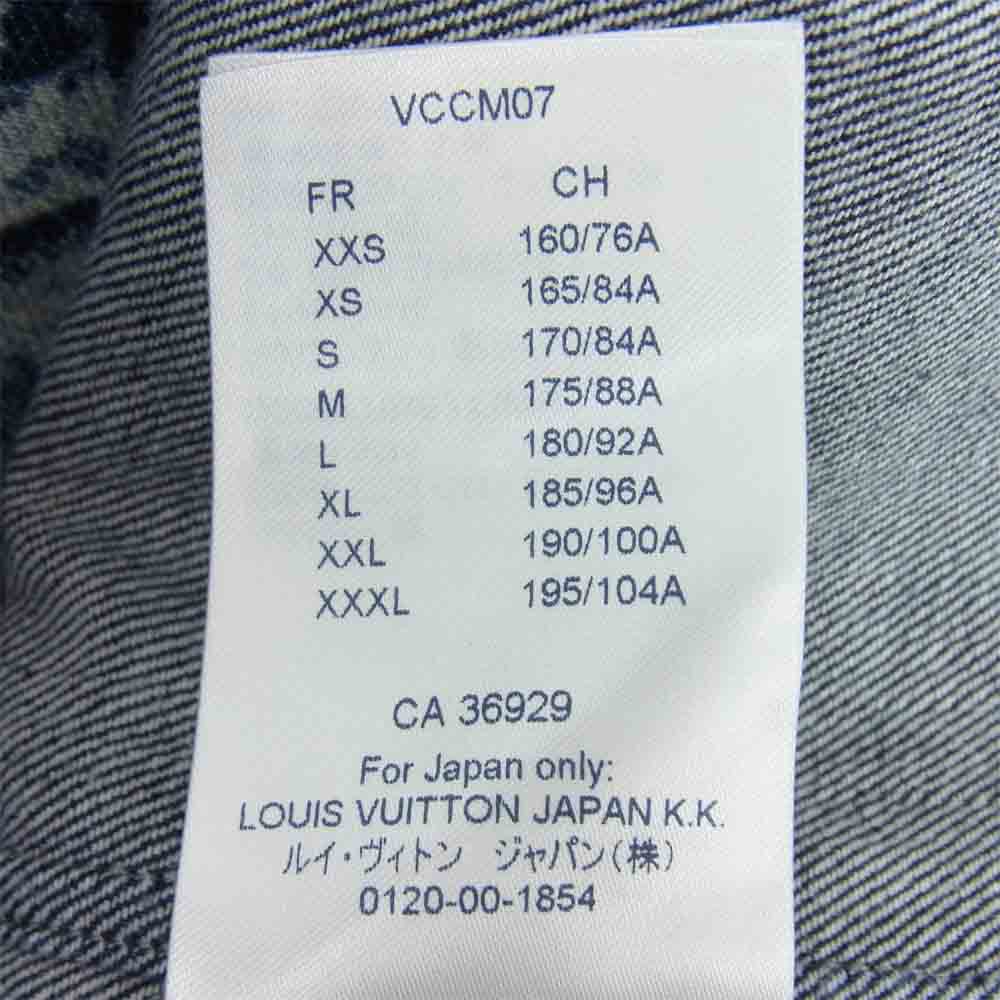 VCCM07
FR CH
XXS 160/76A
XS 165/84A
S 170/84A
M 175/88A
L 180/92A
XL 185/96A
XXL 190/100A
XXXL 195/104A
CA 36929
For Japan only:
LOUIS VUITTON JAPAN K.K.
ルイ・ヴィトン ジャパン(株)
0120-00-1854